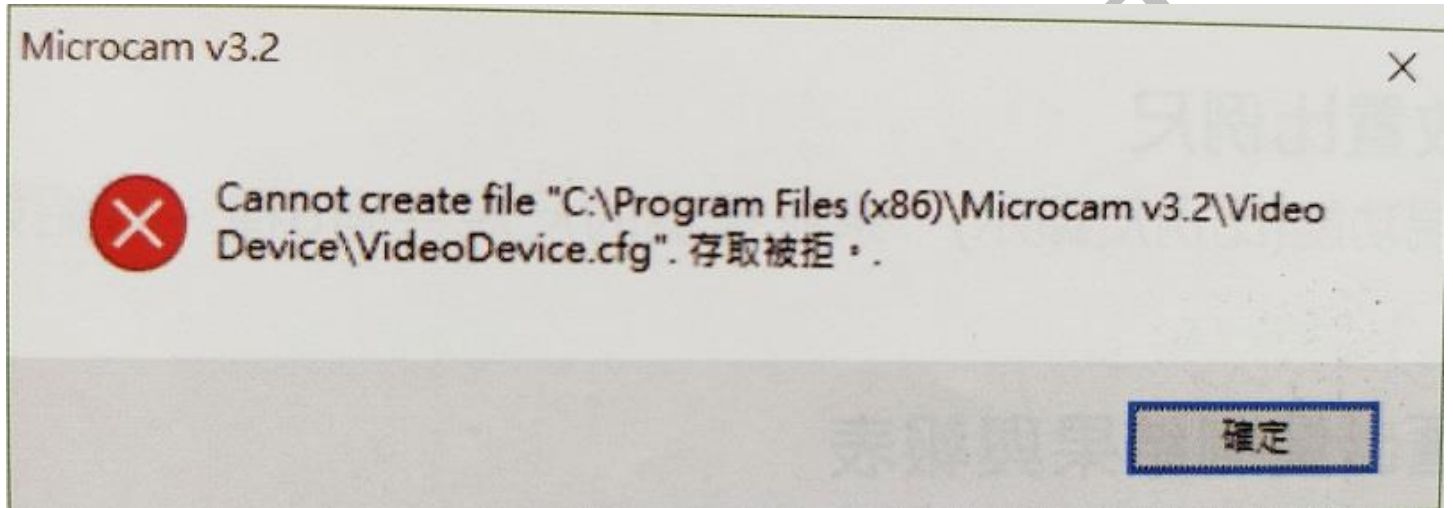 Microcam v3.2
Cannot create file "C:\Program Files (x86)\Microcam v3.2\Video
Device\VideoDevice.cfg". 存取被拒。.
確定